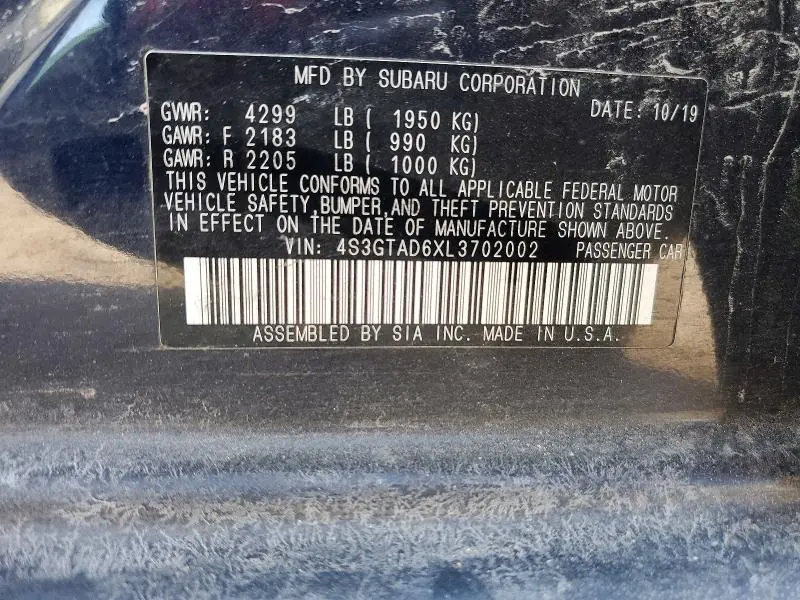 MFD BY SUBARU CORPORATION
DATE: 10/19
GVWR: 4299 LB ( 1950 KG)
GAWR: F 2183 LB ( 990 KG)
GAWR: R 2205 LB ( 1000 KG)
THIS VEHICLE CONFORMS TO ALL APPLICABLE FEDERAL MOTOR
VEHICLE SAFETY, BUMPER, AND THEFT PREVENTION STANDARDS
IN EFFECT ON THE DATE OF MANUFACTURE SHOWN ABOVE.
VIN: 4S3GTAD6XL3702002 PASSENGER CAR
ASSEMBLED BY SIA INC. MADE IN U.S.A.